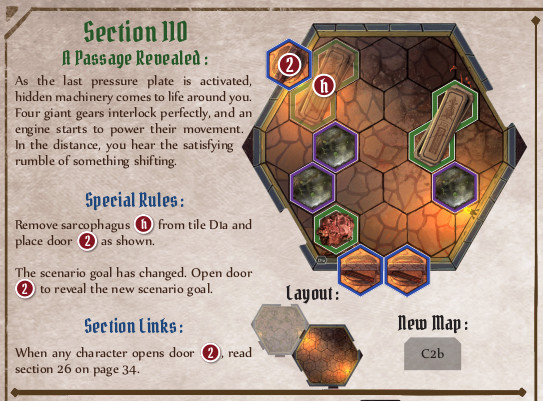 Section 110
A Passage Revealed:
As the last pressure plate is activated,
hidden machinery comes to life around you.
Four giant gears interlock perfectly, and an
engine starts to power their movement.
In the distance, you hear the satisfying
rumble of something shifting.
Special Rules:
Remove sarcophagus h from tile D1a and
place door 2 as shown.
The scenario goal has changed. Open door
2 to reveal the new scenario goal.
Section Links:
When any character opens door 2, read
section 26 on page 34.
2
h
Layout:
New Map:
C2b